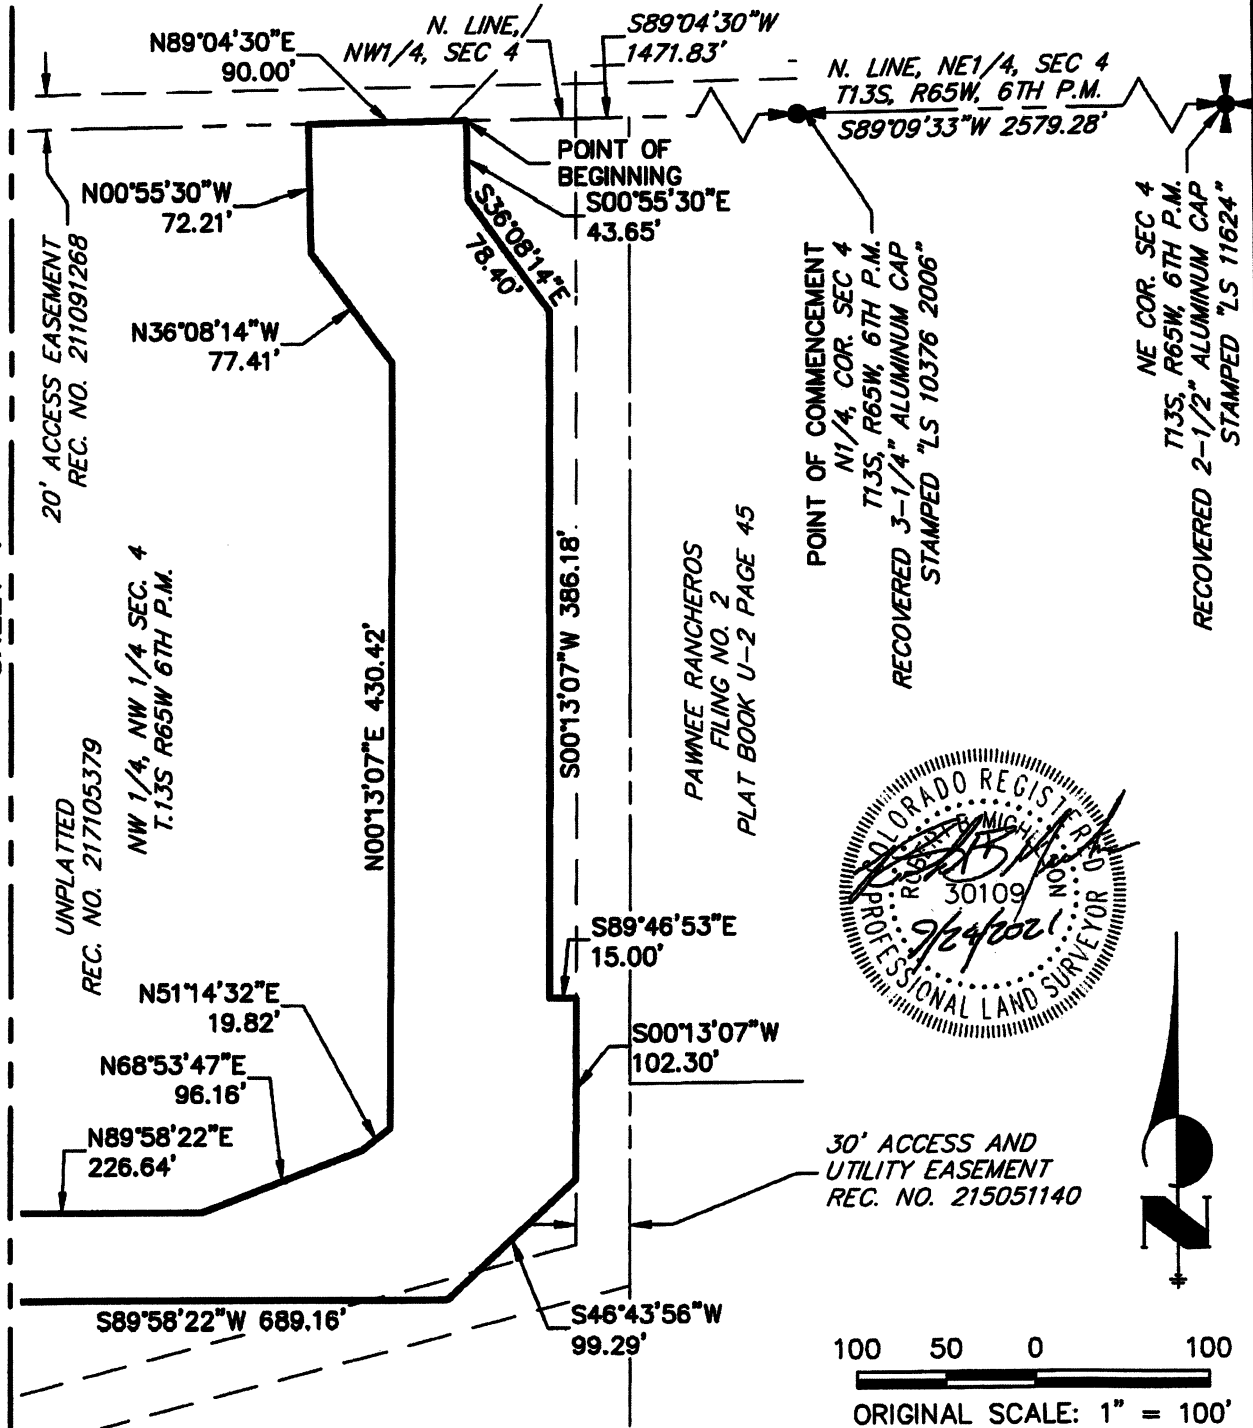 N89°04'30"E
90.00'
N. LINE,
NW1/4, SEC 4
S89°04'30"W
1471.83'
N. LINE, NE1/4, SEC 4
T13S, R65W, 6TH P.M.
S89°09'33"W 2579.28'
POINT OF
BEGINNING
N00°55'30"W
72.21'
S00°55'30"E
43.65'
S36°08'14"E
78.40'
20' ACCESS EASEMENT
REC. NO. 211091268
N36°08'14"W
77.41'
POINT OF COMMENCEMENT
N1/4, COR. SEC 4
T13S, R65W, 6TH P.M.
RECOVERED 3-1/4" ALUMINUM CAP
STAMPED "LS 10376 2006"
NE COR. SEC 4
T13S, R65W, 6TH P.M.
RECOVERED 2-1/2" ALUMINUM CAP
STAMPED "LS 11624"
NW 1/4, NW 1/4 SEC. 4
T.13S R65W 6TH P.M.
N00°13'07"E 430.42'
S00°13'07"W 386.18'
PAWNEE RANCHEROS
FILING NO. 2
PLAT BOOK U-2 PAGE 45
UNPLATTED
REC. NO. 217105379
COLORADO REGISTERED
30109
9/24/2021
PROFESSIONAL LAND SURVEYOR
S89°46'53"E
15.00'
N51°14'32"E
19.82'
S00°13'07"W
102.30'
N68°53'47"E
96.16'
N89°58'22"E
226.64'
30' ACCESS AND
UTILITY EASEMENT
REC. NO. 215051140
N
S89°58'22"W 689.16'
S46°43'56"W
99.29'
100 50 0 100
ORIGINAL SCALE: 1" = 100'